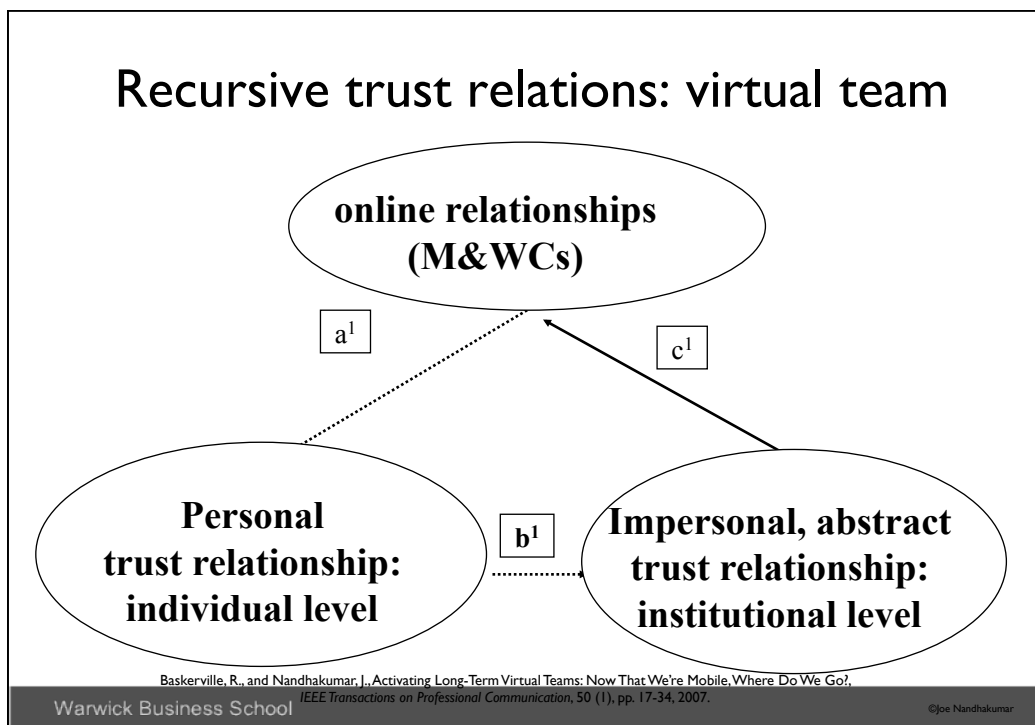 Recursive trust relations: virtual team
online relationships
(M&WCs)
a¹
c¹
Personal
trust relationship:
individual level
b¹
Impersonal, abstract
trust relationship:
institutional level
Baskerville, R., and Nandhakumar, J., Activating Long-Term Virtual Teams: Now That We're Mobile, Where Do We Go?,
IEEE Transactions on Professional Communication, 50 (1), pp. 17-34, 2007.
Warwick Business School
©Joe Nandhakumar